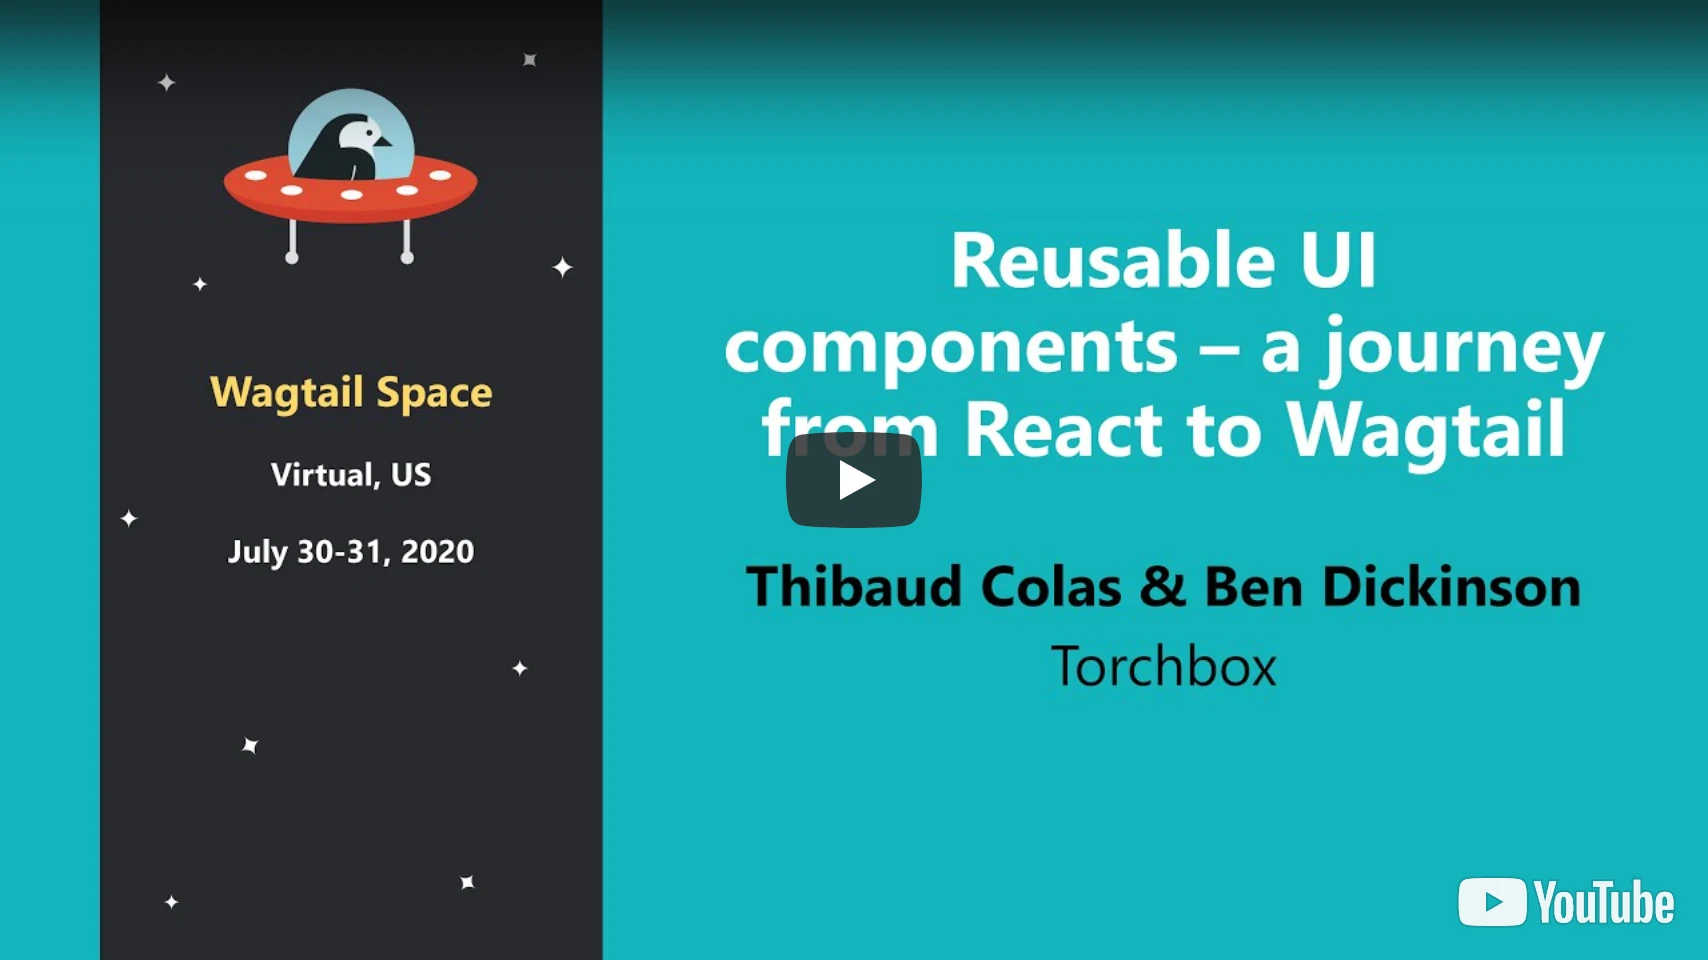 Wagtail Space
Virtual, US
July 30-31, 2020
Reusable UI
components – a journey
from React to Wagtail
Thibaud Colas & Ben Dickinson
Torchbox
YouTube